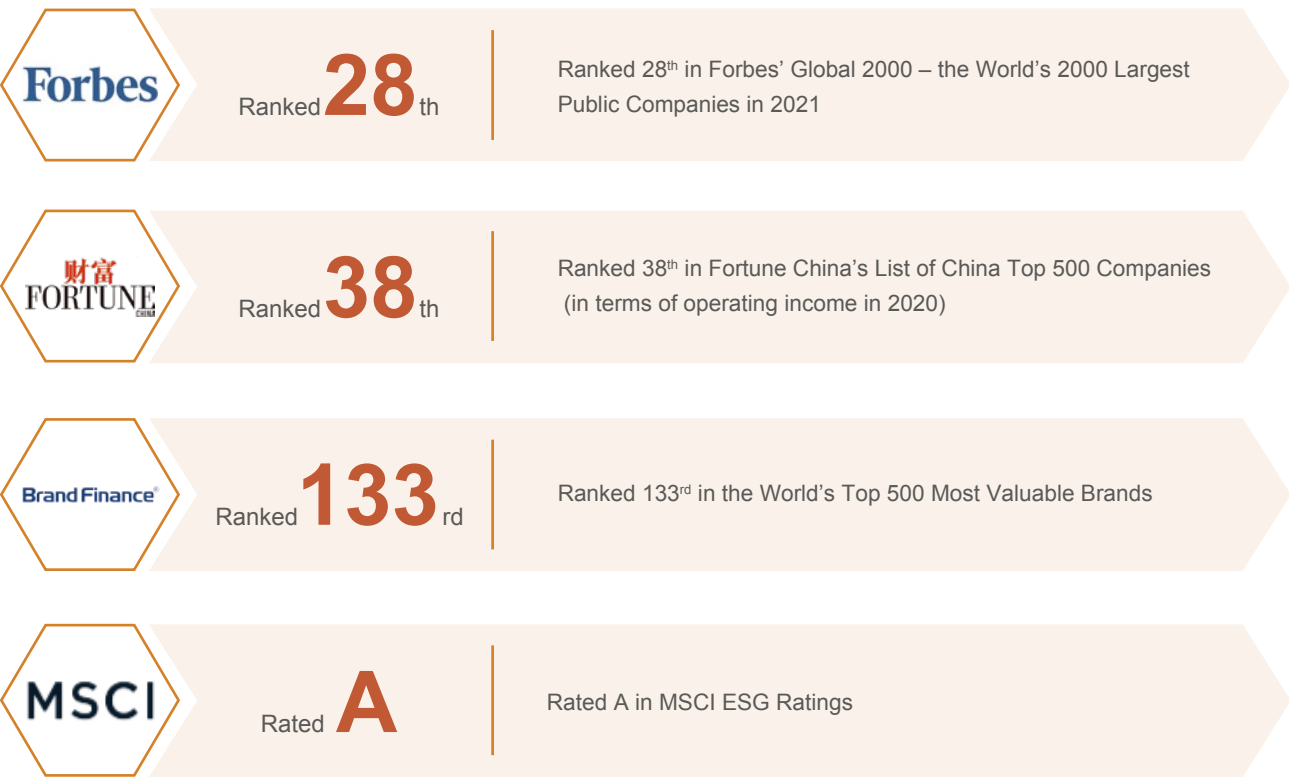 Forbes
Ranked 28th
Ranked 28th in Forbes’ Global 2000 – the World’s 2000 Largest
Public Companies in 2021
财富
FORTUNE
CHINA
Ranked 38th
Ranked 38th in Fortune China’s List of China Top 500 Companies
(in terms of operating income in 2020)
Brand Finance®
Ranked 133rd
Ranked 133rd in the World’s Top 500 Most Valuable Brands
MSCI
Rated A
Rated A in MSCI ESG Ratings